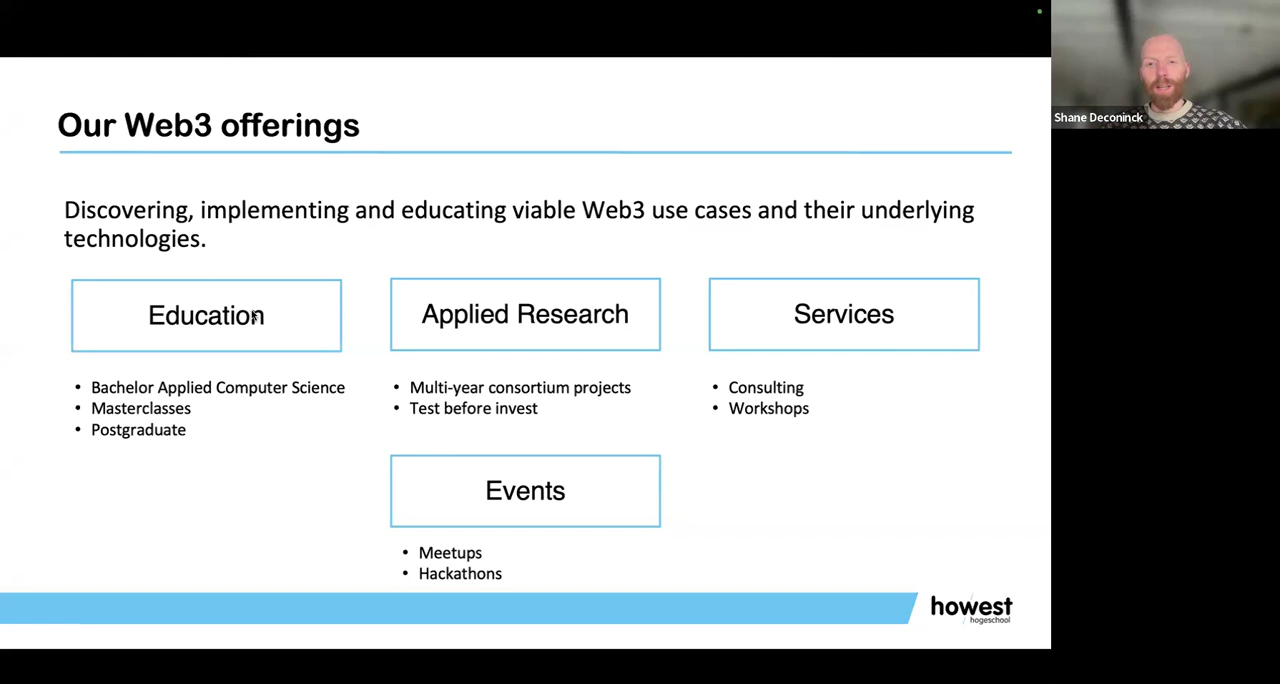 Our Web3 offerings
Shane Deconinck
Discovering, implementing and educating viable Web3 use cases and their underlying
technologies.
Education
Applied Research
Services
• Bachelor Applied Computer Science
• Masterclasses
• Postgraduate
• Multi-year consortium projects
• Test before invest
• Consulting
• Workshops
Events
• Meetups
• Hackathons
howest
hogeschool